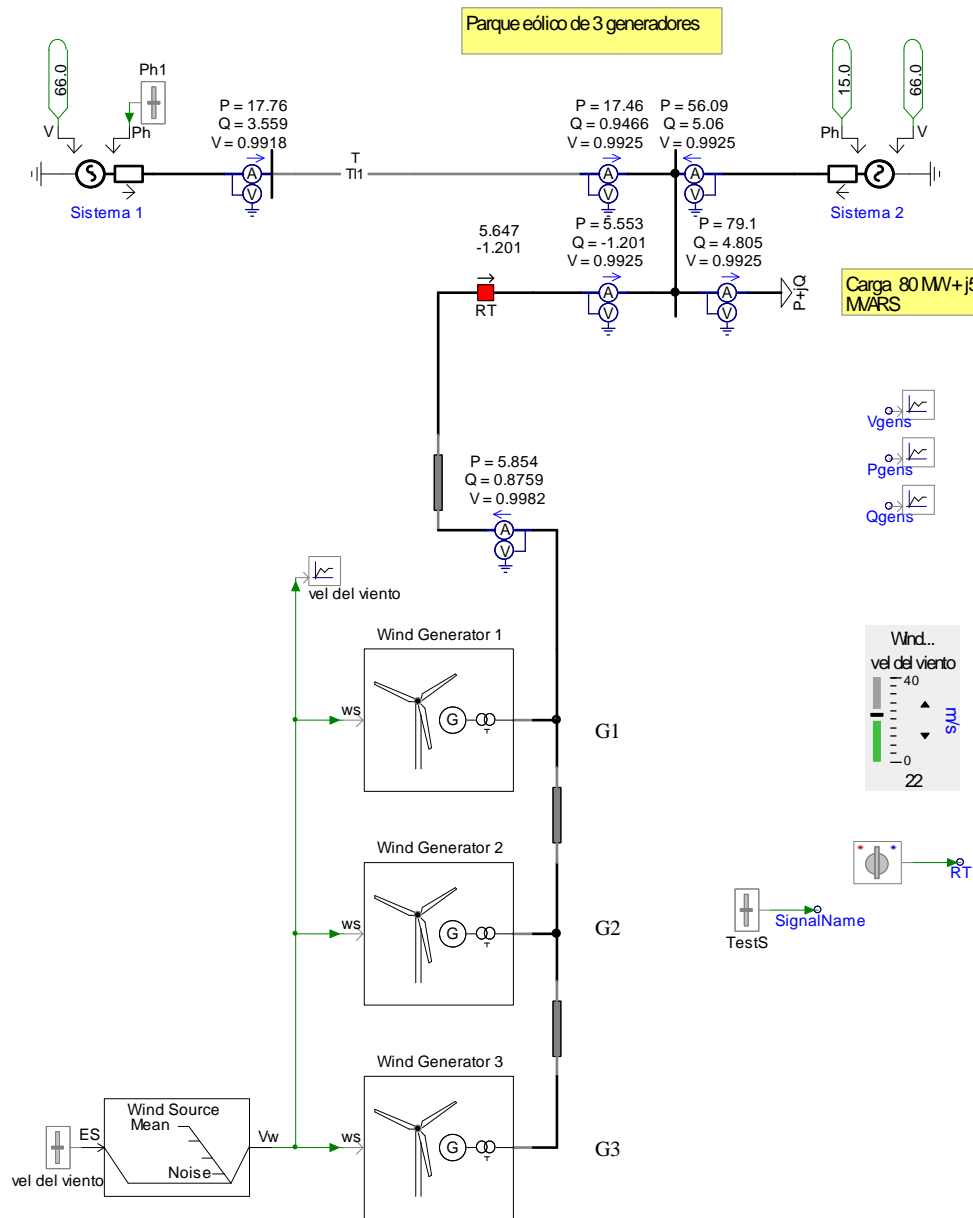 Parque eólico de 3 generadores
66.0
V
Ph1
Ph
P = 17.76
Q = 3.559
V = 0.9918
A
V
Sistema 1
T
Tl1
P = 17.46
Q = 0.9466
V = 0.9925
A
V
P = 56.09
Q = 5.06
V = 0.9925
A
V
15.0
Ph
66.0
V
Sistema 2
5.647
-1.201
RT
P = 5.553
Q = -1.201
V = 0.9925
A
V
P = 79.1
Q = 4.805
V = 0.9925
A
V
P+jQ
Carga 80 MW + j5
MVARS
Vgens
Pgens
Qgens
P = 5.854
Q = 0.8759
V = 0.9982
A
V
vel del viento
Wind Generator 1
ws
G
T
G1
Wind...
vel del viento
40
0
m/s
22
Wind Generator 2
ws
G
T
G2
RT
TestS
SignalName
Wind Generator 3
ws
G
T
G3
vel del viento
ES
Wind Source
Mean
Noise
Vw